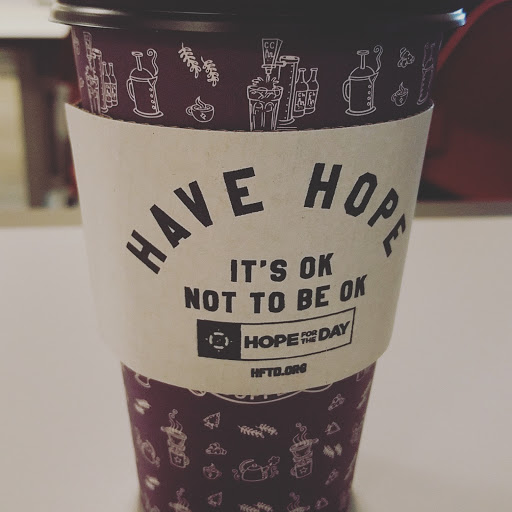 HAVE HOPE
IT'S OK
NOT TO BE OK
HOPE FOR THE DAY
HFTD.ORG